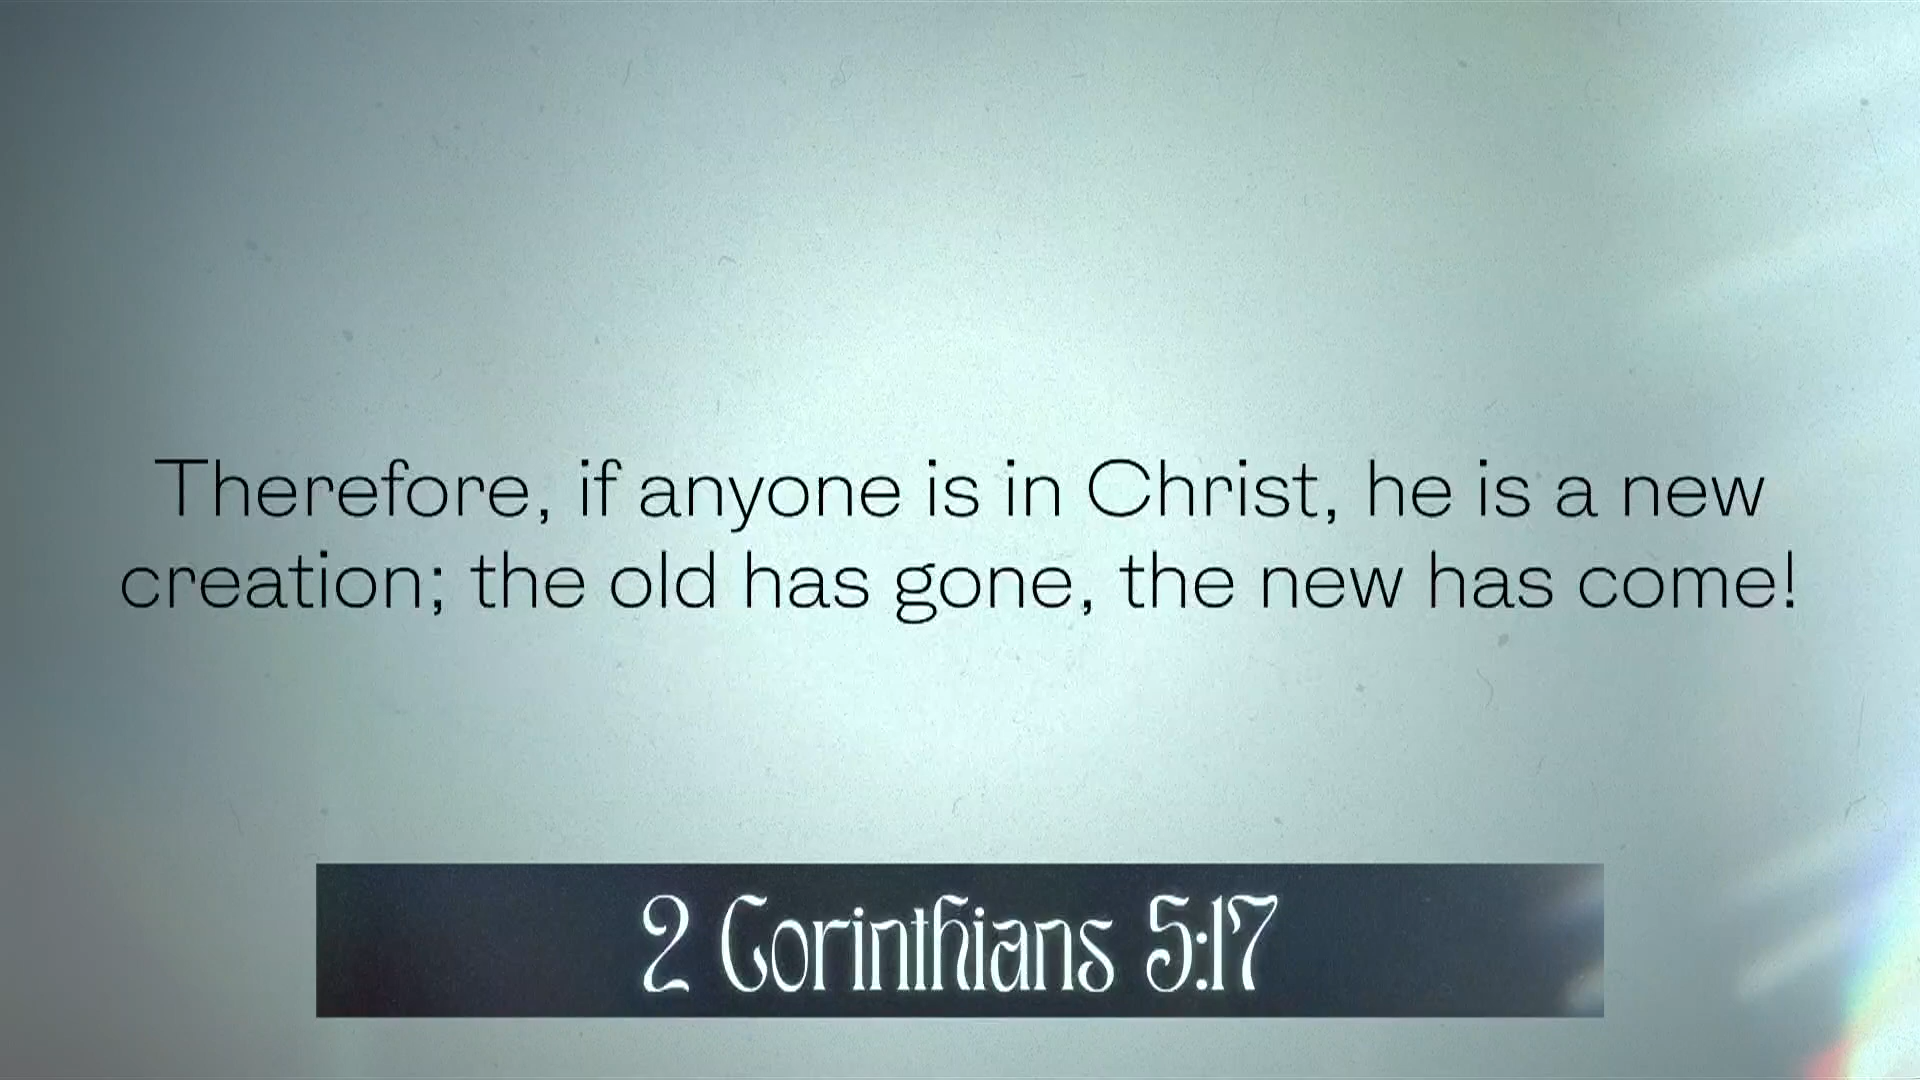 Therefore, if anyone is in Christ, he is a new
creation; the old has gone, the new has come!
2 Corinthians 5:17